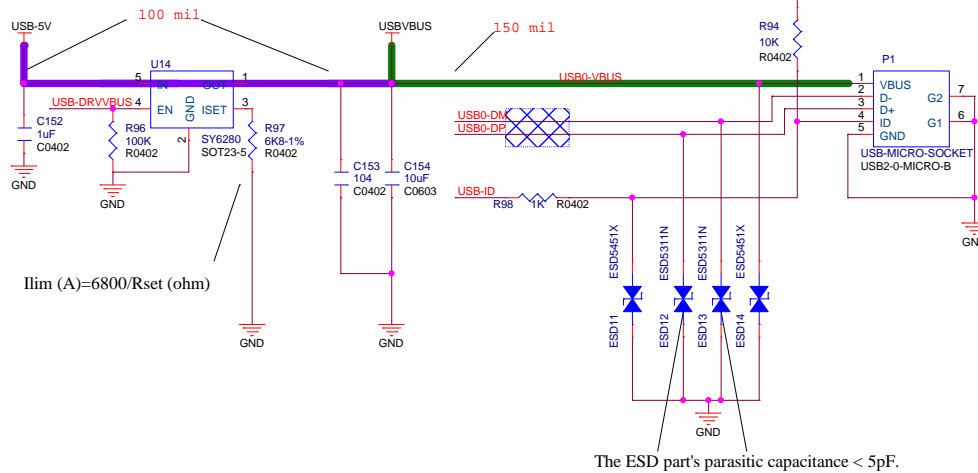 100 mil
150 mil
USB-5V
USBVBUS
R94
10K
R0402
P1
U14
5
IN
OUT
1
USB0-VBUS
1
VBUS
2
D-
G2
7
3
D+
4
ID
G1
6
5
GND
USB-MICRO-SOCKET
USB2-0-MICRO-B
USB-DRVVBUS
4
EN
GND
ISET
3
2
SY6280
SOT23-5
C152
1uF
C0402
R96
100K
R0402
R97
6K8-1%
R0402
USB0-DM
USB0-DP
C153
104
C0402
C154
10uF
C0603
USB-ID
R98
1K
R0402
GND
GND
GND
ESD5451X
ESD5311N
ESD5311N
ESD5451X
Ilim (A)=6800/Rset (ohm)
ESD11
ESD12
ESD13
ESD14
GND
GND
GND
The ESD part's parasitic capacitance < 5pF.